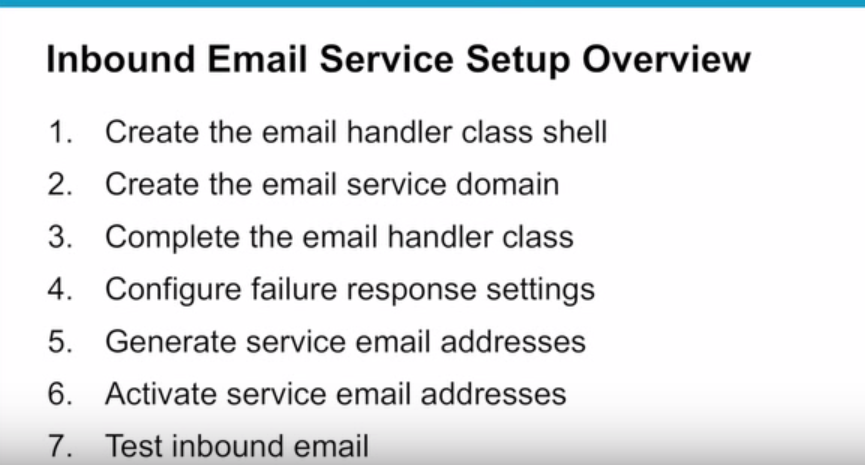 Inbound Email Service Setup Overview
1. Create the email handler class shell
2. Create the email service domain
3. Complete the email handler class
4. Configure failure response settings
5. Generate service email addresses
6. Activate service email addresses
7. Test inbound email